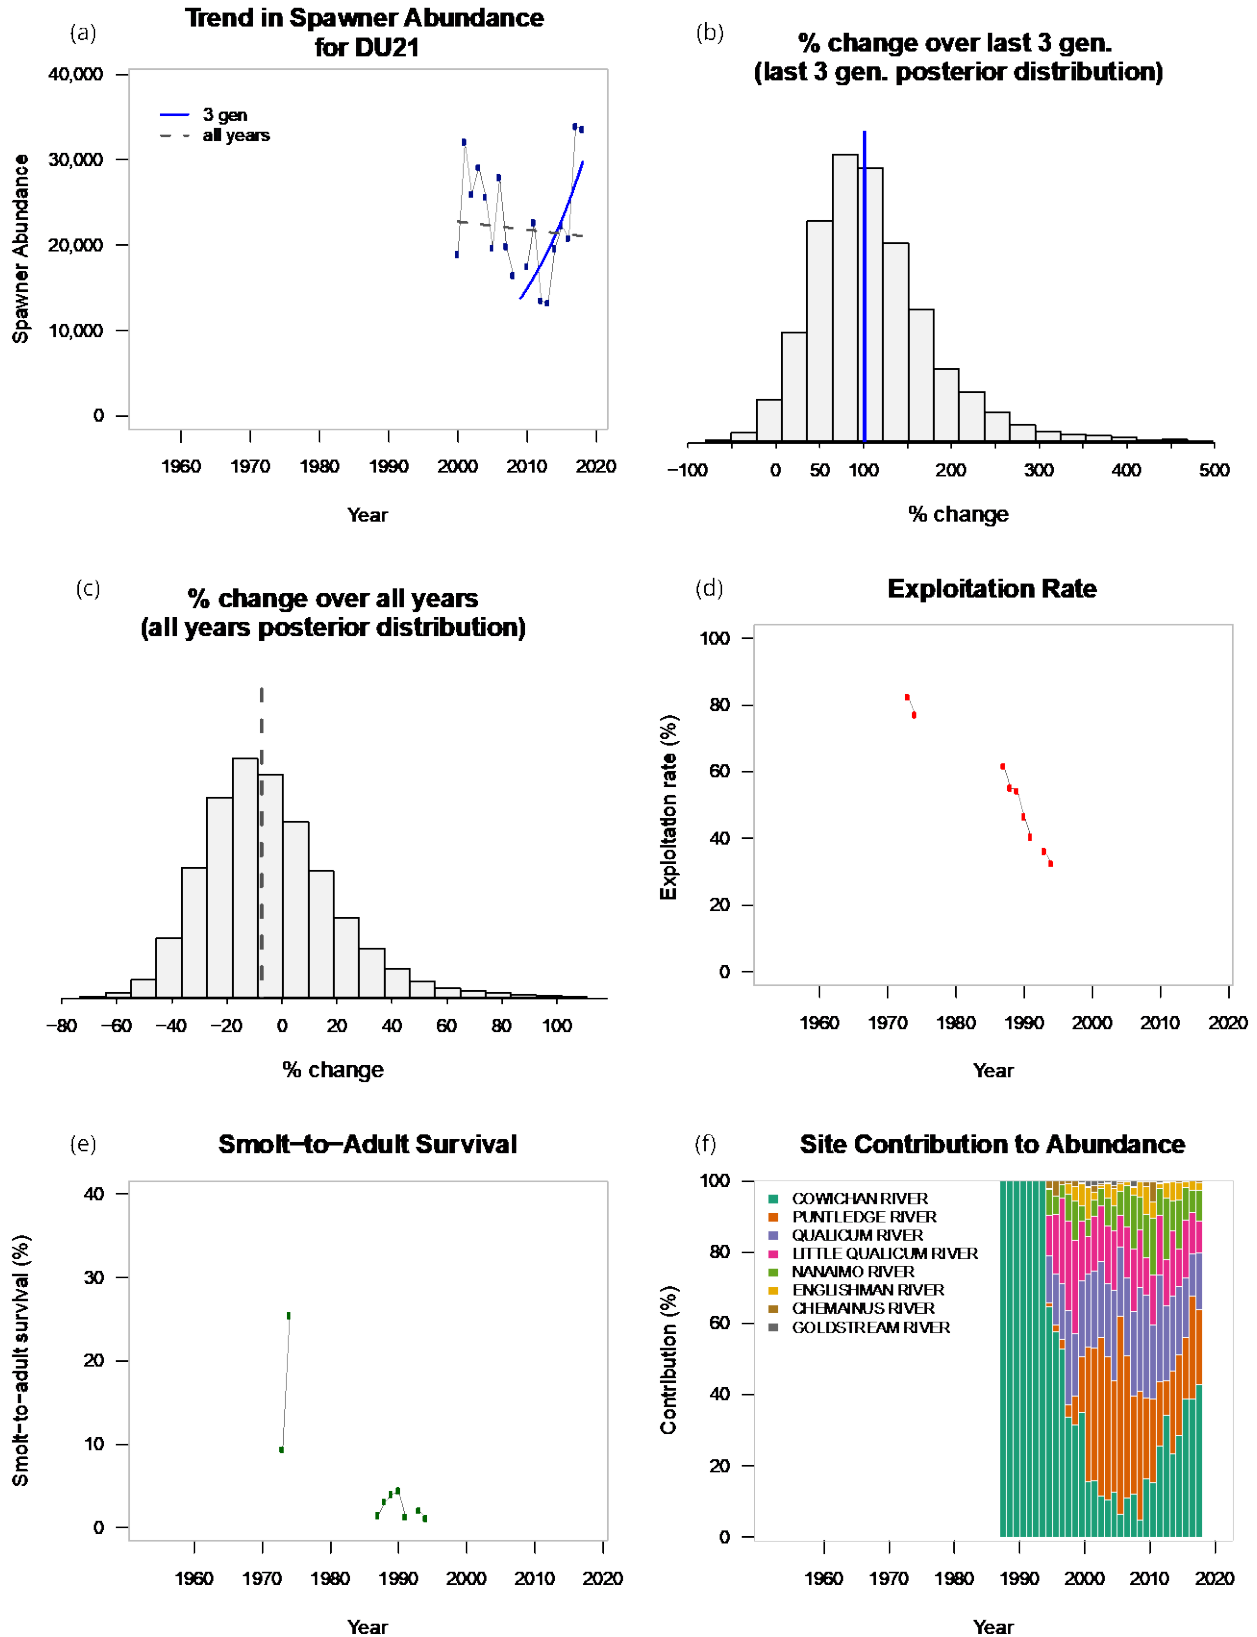 (a)
Trend in Spawner Abundance
for DU21
40,000
30,000
20,000
10,000
0
Spawner Abundance
3 gen
all years
1960 1970 1980 1990 2000 2010 2020
Year
(b)
% change over last 3 gen.
(last 3 gen. posterior distribution)
−100 0 50 100 200 300 400 500
% change
(c)
% change over all years
(all years posterior distribution)
−80 −60 −40 −20 0 20 40 60 80 100
% change
(d)
Exploitation Rate
100
80
60
40
20
0
Exploitation rate (%)
1960 1970 1980 1990 2000 2010 2020
Year
(e)
Smolt−to−Adult Survival
40
30
20
10
0
Smolt−to−adult survival (%)
1960 1970 1980 1990 2000 2010 2020
Year
(f)
Site Contribution to Abundance
100
80
60
40
20
0
Contribution (%)
COWICHAN RIVER
PUNTLEDGE RIVER
QUALICUM RIVER
LITTLE QUALICUM RIVER
NANAIMO RIVER
ENGLISHMAN RIVER
CHEMAINUS RIVER
GOLDSTREAM RIVER
1960 1970 1980 1990 2000 2010 2020
Year